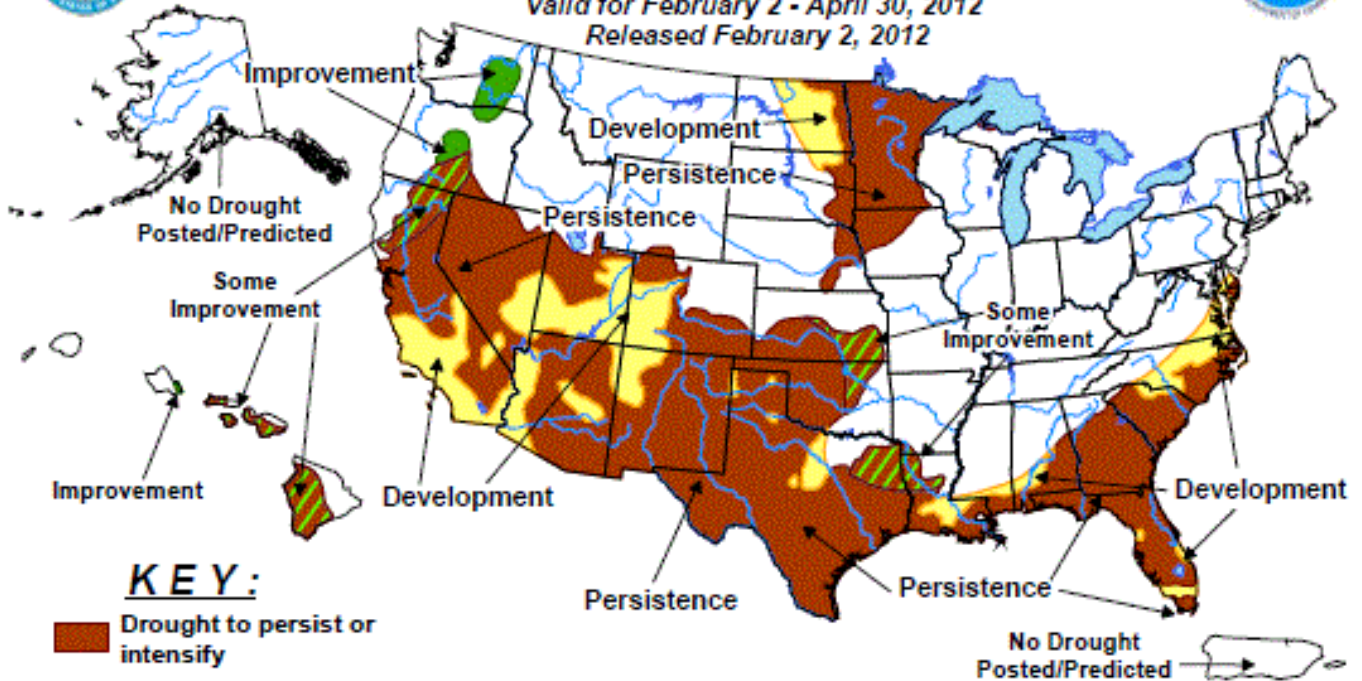 Valid for February 2 - April 30, 2012
Released February 2, 2012
Improvement
Development
Persistence
No Drought
Posted/Predicted
Persistence
Some
Improvement
Some
Improvement
Improvement
Development
Development
Persistence
Persistence
No Drought
Posted/Predicted
KEY:
Drought to persist or
intensify